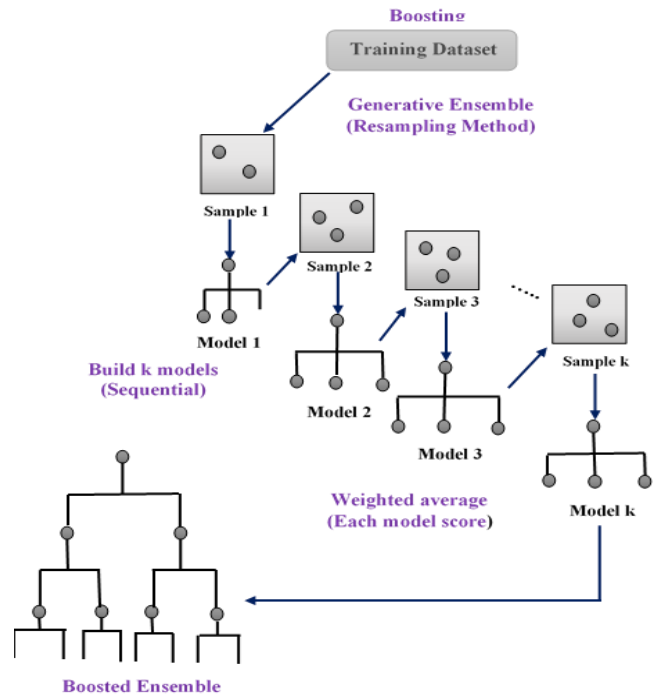 Boosting
Training Dataset
Generative Ensemble
(Resampling Method)
Sample 1
Sample 2
Sample 3
Sample k
Model 1
Build k models
(Sequential)
Model 2
Model 3
Weighted average
(Each model score)
Model k
Boosted Ensemble